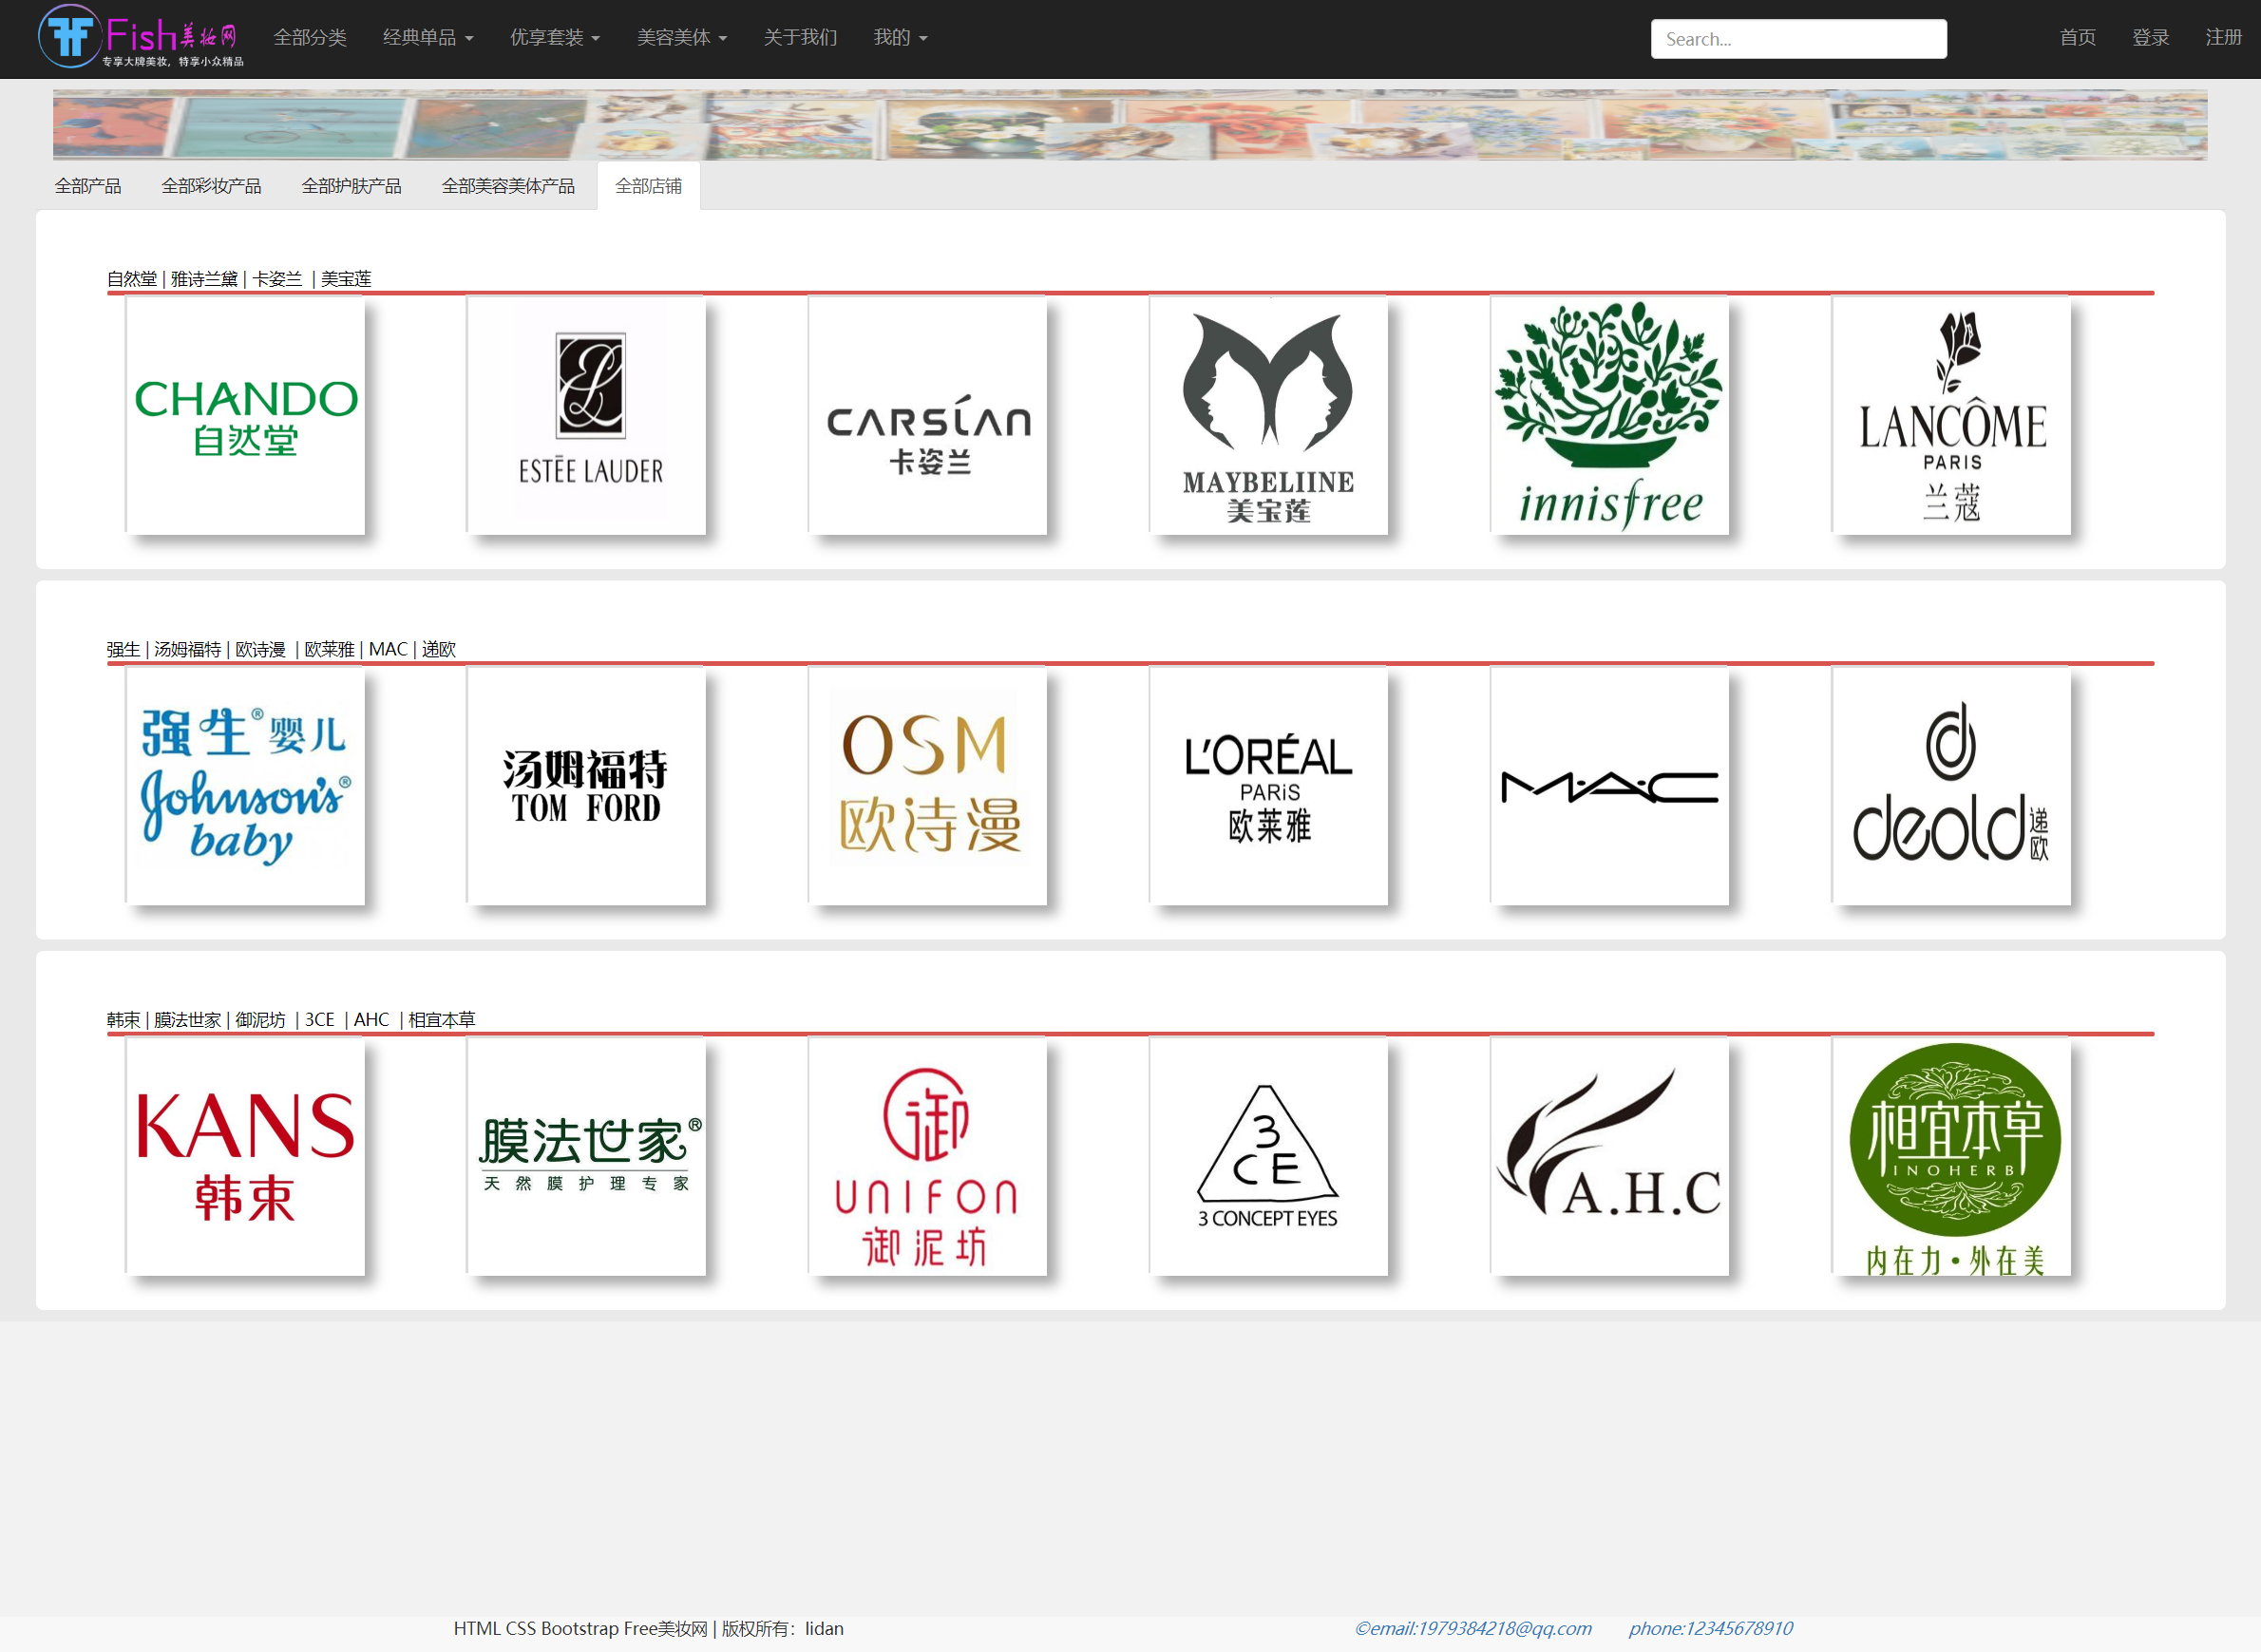 Fish美妆网
专享大牌美妆，特享小众精品
全部分类 经典单品 优享套装 美容美体 关于我们 我的 Search... 首页 登录 注册
全部产品 全部彩妆产品 全部护肤产品 全部美容美体产品 全部店铺
自然堂 | 雅诗兰黛 | 卡姿兰 | 美宝莲
CHANDO
自然堂
ESTĒE LAUDER
CARSLAN
卡姿兰
MAYBELIINE
美宝莲
innisfree
LANCÔME
PARIS
兰蔻
强生 | 汤姆福特 | 欧诗漫 | 欧莱雅 | MAC | 递欧
强生®婴儿
Johnson's®
baby
汤姆福特
TOM FORD
OSM
欧诗漫
L'ORÉAL
PARiS
欧莱雅
M·A·C
deold递欧
韩束 | 膜法世家 | 御泥坊 | 3CE | AHC | 相宜本草
KANS
韩束
膜法世家®
天然膜护理专家
御
UNIFON
御泥坊
3
CE
3 CONCEPT EYES
A.H.C
相宜本草
INOHERB
内在力·外在美
HTML CSS Bootstrap Free美妆网 | 版权所有：lidan ©email:1979384218@qq.com phone:12345678910